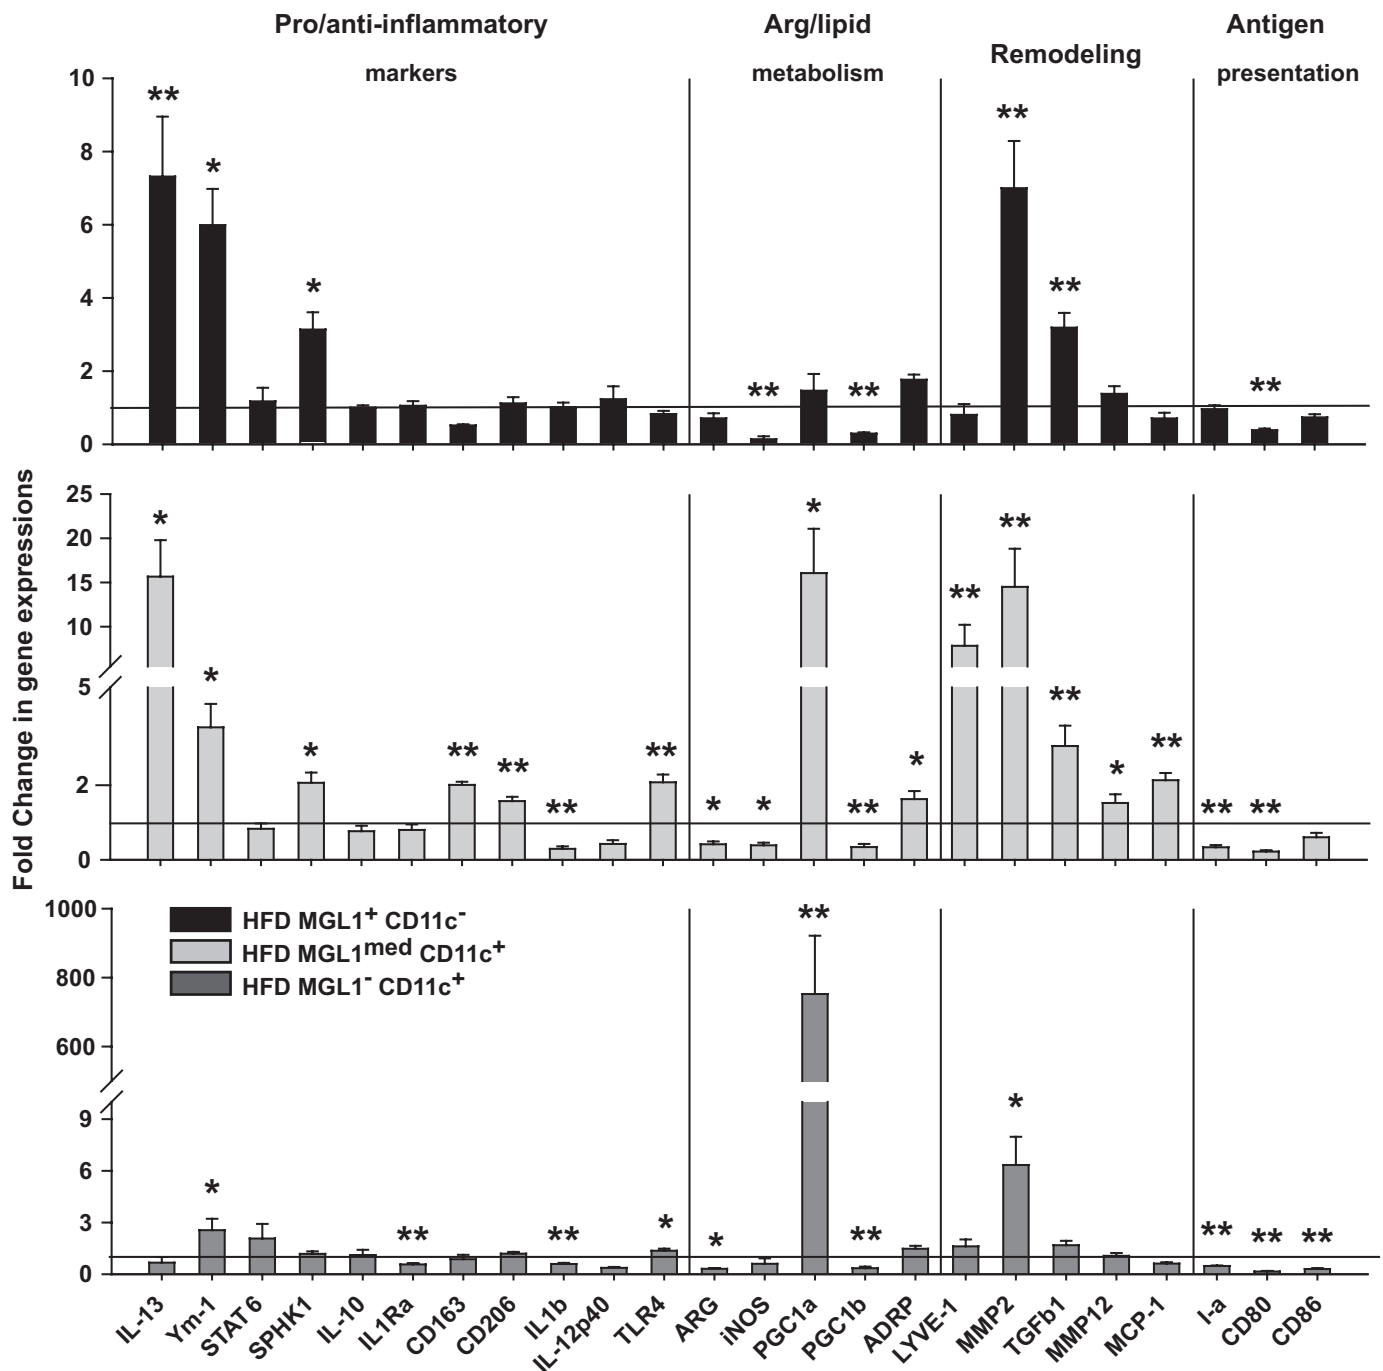 Pro/anti-inflammatory
markers
Arg/lipid
metabolism
Remodeling
Antigen
presentation
Fold Change in gene expressions
10
8
6
4
2
0
** * * ** ** ** ** **
25
20
15
10
5
2
0
* * * ** ** ** ** * * * ** * ** ** ** * ** ** **
1000
800
600
9
6
3
0
HFD MGL1+ CD11c-
HFD MGL1med CD11c+
HFD MGL1- CD11c+
* ** ** * * ** ** * ** ** **
IL-13 Ym-1 STAT6 SPHK1 IL-10 IL1Ra CD163 CD206 IL1b IL-12p40 TLR4 ARG iNOS PGC1a PGC1b ADRP LYVE-1 MMP2 TGFb1 MMP12 MCP-1 I-a CD80 CD86